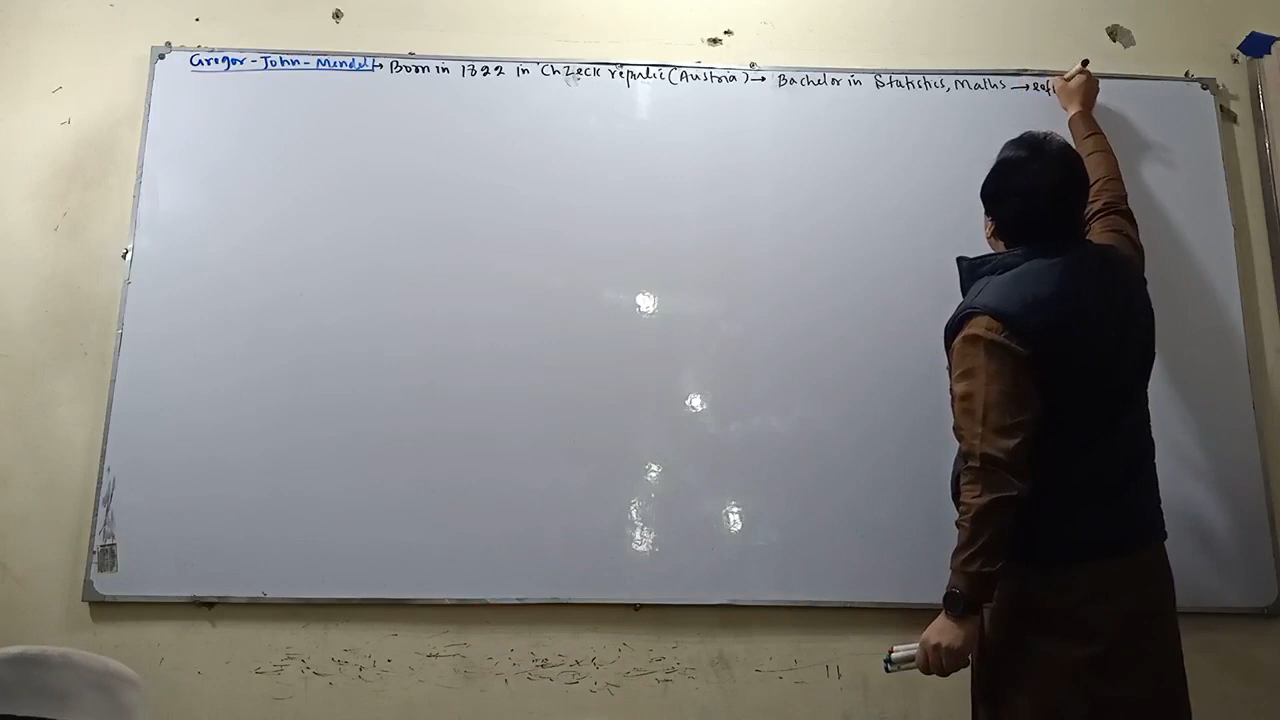 Gregor-John-Mendel→ Born in 1822 in ChZeck republic (Austria) → Bachelor in Statistics, Maths →